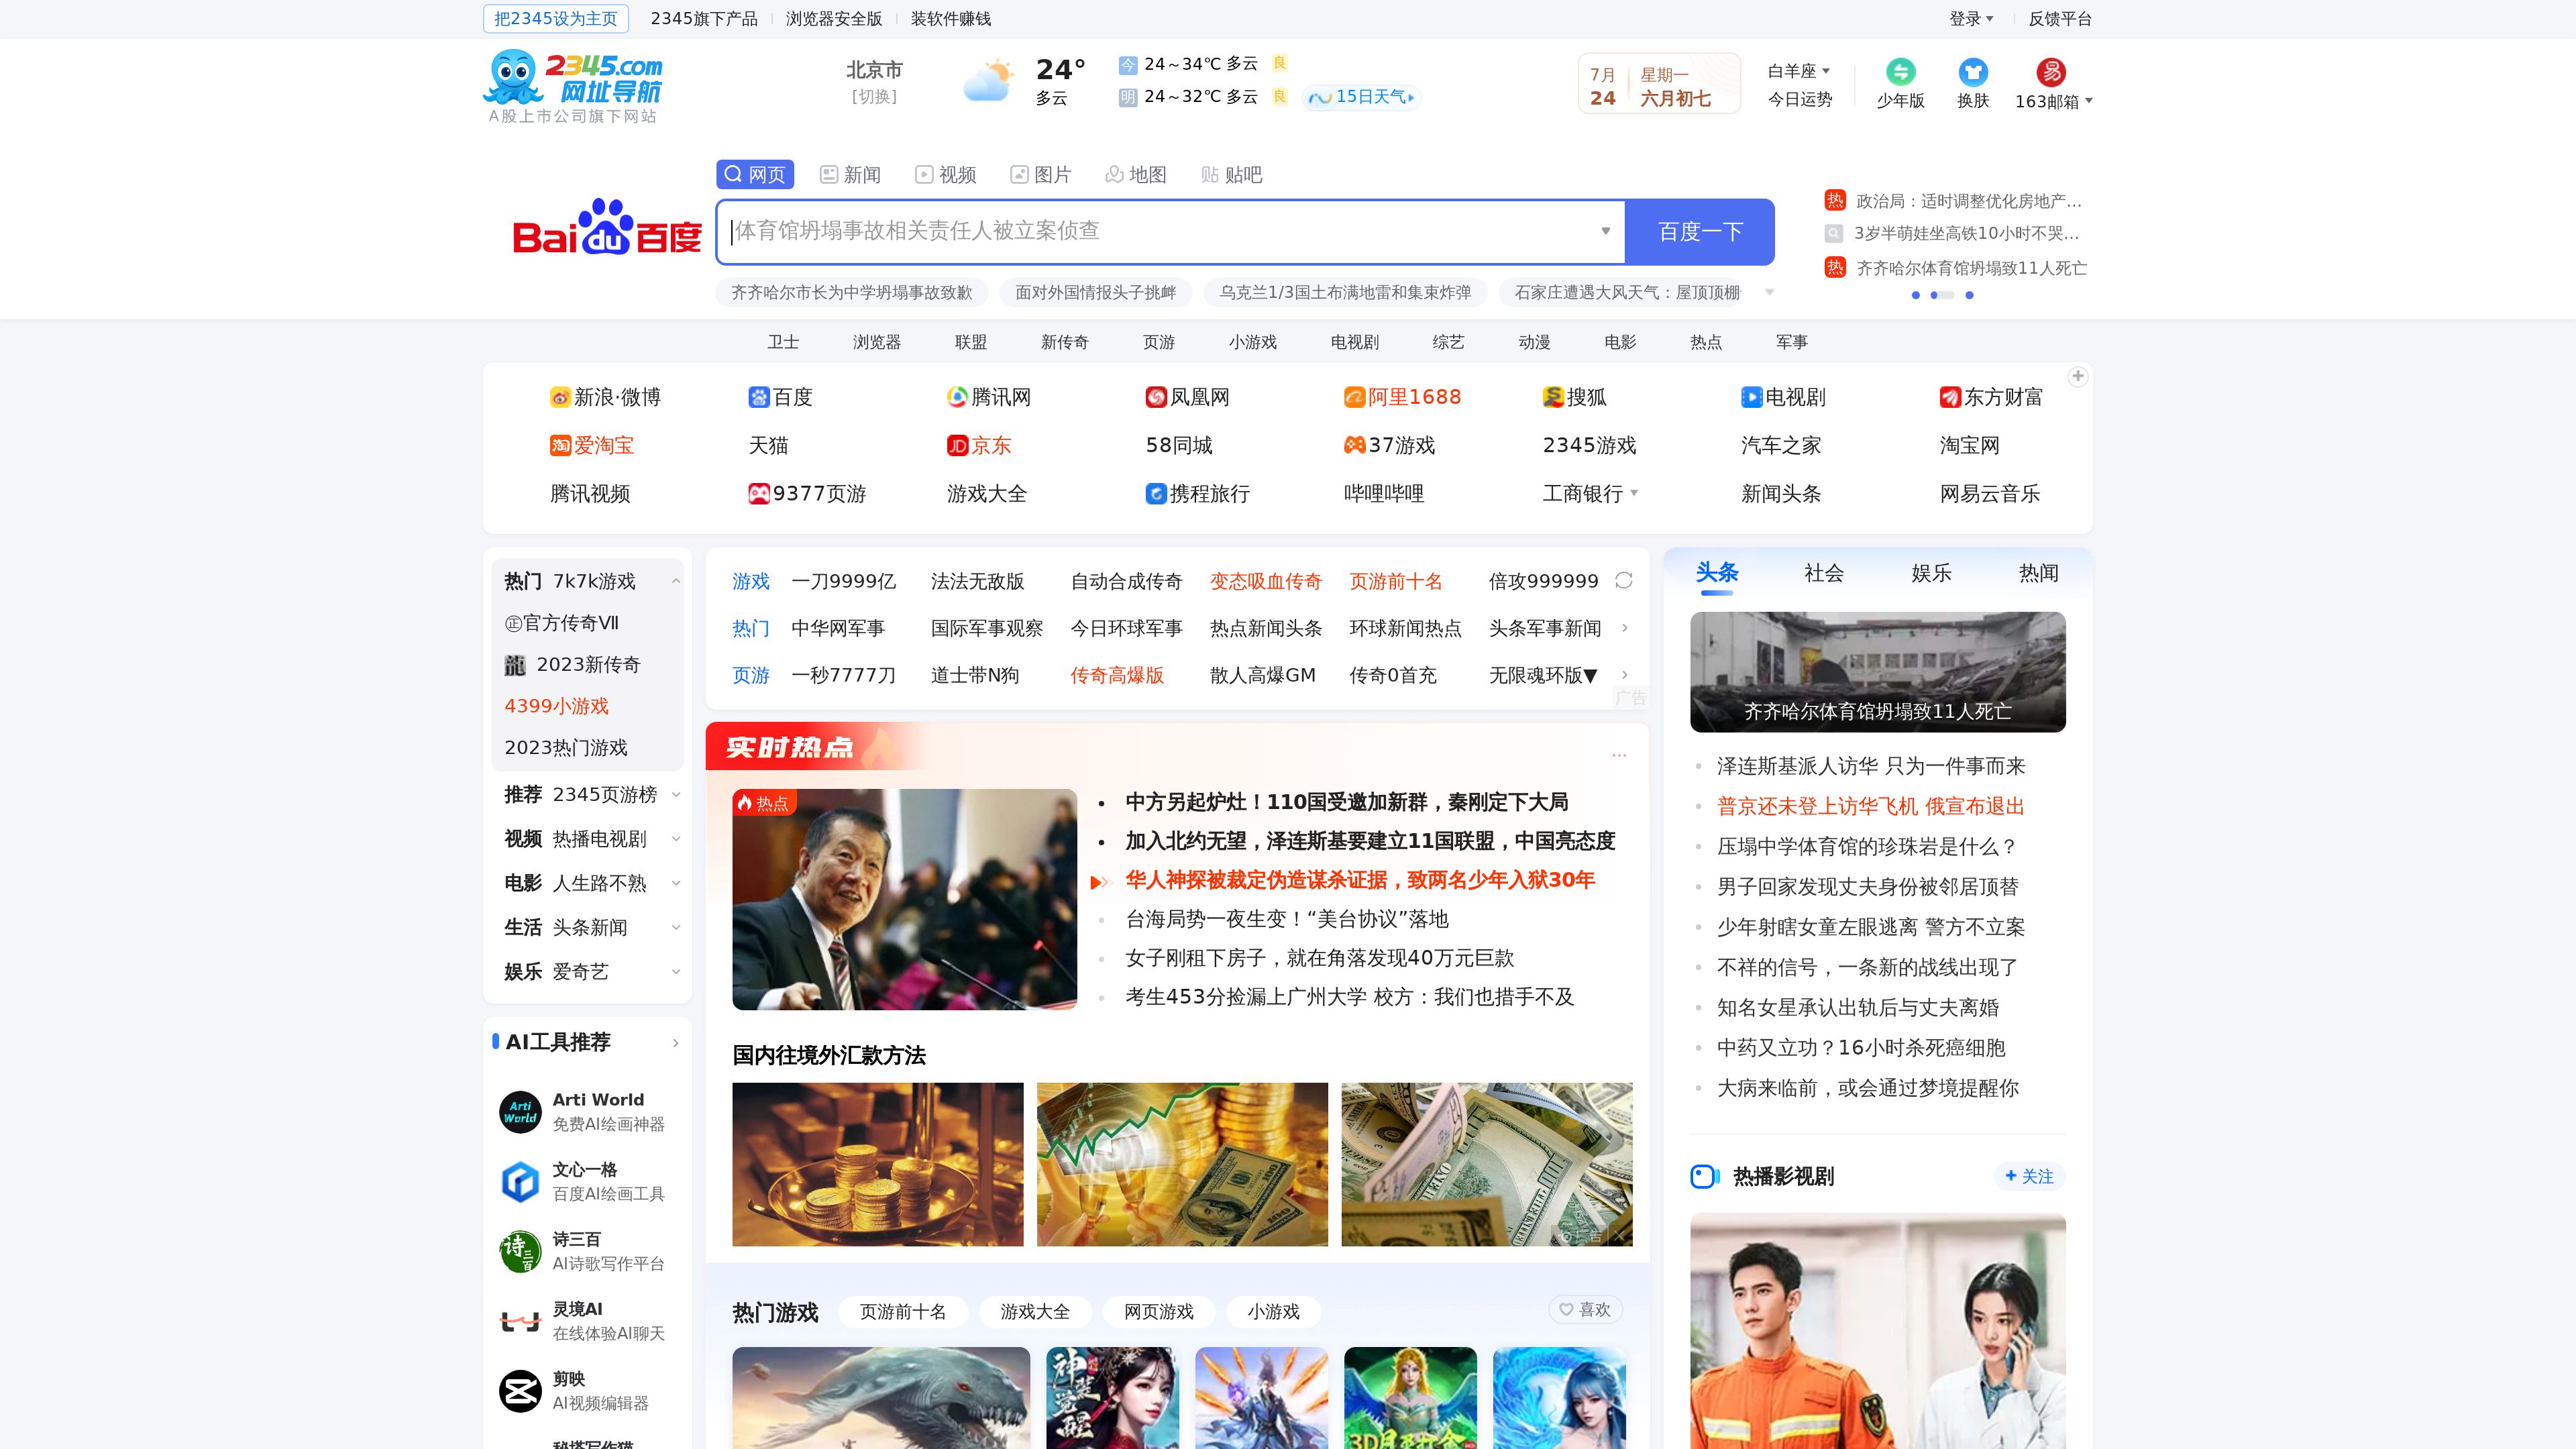 把2345设为主页 2345旗下产品 浏览器安全版 装软件赚钱 登录 反馈平台
2345.com
网址导航
A股上市公司旗下网站
北京市
[切换]
24°
多云
今 24～34℃ 多云 良
明 24～32℃ 多云 良 15日天气
7月
24
星期一
六月初七
白羊座
今日运势
少年版 换肤 163邮箱
网页 新闻 视频 图片 地图 贴吧
Bai du 百度
体育馆坍塌事故相关责任人被立案侦查 百度一下
齐齐哈尔市长为中学坍塌事故致歉 面对外国情报头子挑衅 乌克兰1/3国土布满地雷和集束炸弹 石家庄遭遇大风天气：屋顶顶棚
热 政治局：适时调整优化房地产...
3岁半萌娃坐高铁10小时不哭...
热 齐齐哈尔体育馆坍塌致11人死亡
卫士 浏览器 联盟 新传奇 页游 小游戏 电视剧 综艺 动漫 电影 热点 军事
新浪·微博 百度 腾讯网 凤凰网 阿里1688 搜狐 电视剧 东方财富
淘 爱淘宝 天猫 JD 京东 58同城 37游戏 2345游戏 汽车之家 淘宝网
腾讯视频 9377页游 游戏大全 携程旅行 哔哩哔哩 工商银行 新闻头条 网易云音乐
热门 7k7k游戏
㊣官方传奇Ⅶ
龍 2023新传奇
4399小游戏
2023热门游戏
推荐 2345页游榜
视频 热播电视剧
电影 人生路不熟
生活 头条新闻
娱乐 爱奇艺
AI工具推荐
Arti World
Arti World
免费AI绘画神器
文心一格
百度AI绘画工具
诗三百
诗三百
AI诗歌写作平台
灵境AI
在线体验AI聊天
剪映
AI视频编辑器
秘塔写作猫
游戏 一刀9999亿 法法无敌版 自动合成传奇 变态吸血传奇 页游前十名 倍攻999999
热门 中华网军事 国际军事观察 今日环球军事 热点新闻头条 环球新闻热点 头条军事新闻
页游 一秒7777刀 道士带N狗 传奇高爆版 散人高爆GM 传奇0首充 无限魂环版▼
广告
实时热点
热点
中方另起炉灶！110国受邀加新群，秦刚定下大局
加入北约无望，泽连斯基要建立11国联盟，中国亮态度
华人神探被裁定伪造谋杀证据，致两名少年入狱30年
台海局势一夜生变！“美台协议”落地
女子刚租下房子，就在角落发现40万元巨款
考生453分捡漏上广州大学 校方：我们也措手不及
国内往境外汇款方法
广告
热门游戏 页游前十名 游戏大全 网页游戏 小游戏 喜欢
神装觉醒
头条 社会 娱乐 热闻
齐齐哈尔体育馆坍塌致11人死亡
泽连斯基派人访华 只为一件事而来
普京还未登上访华飞机 俄宣布退出
压塌中学体育馆的珍珠岩是什么？
男子回家发现丈夫身份被邻居顶替
少年射瞎女童左眼逃离 警方不立案
不祥的信号，一条新的战线出现了
知名女星承认出轨后与丈夫离婚
中药又立功？16小时杀死癌细胞
大病来临前，或会通过梦境提醒你
热播影视剧 + 关注